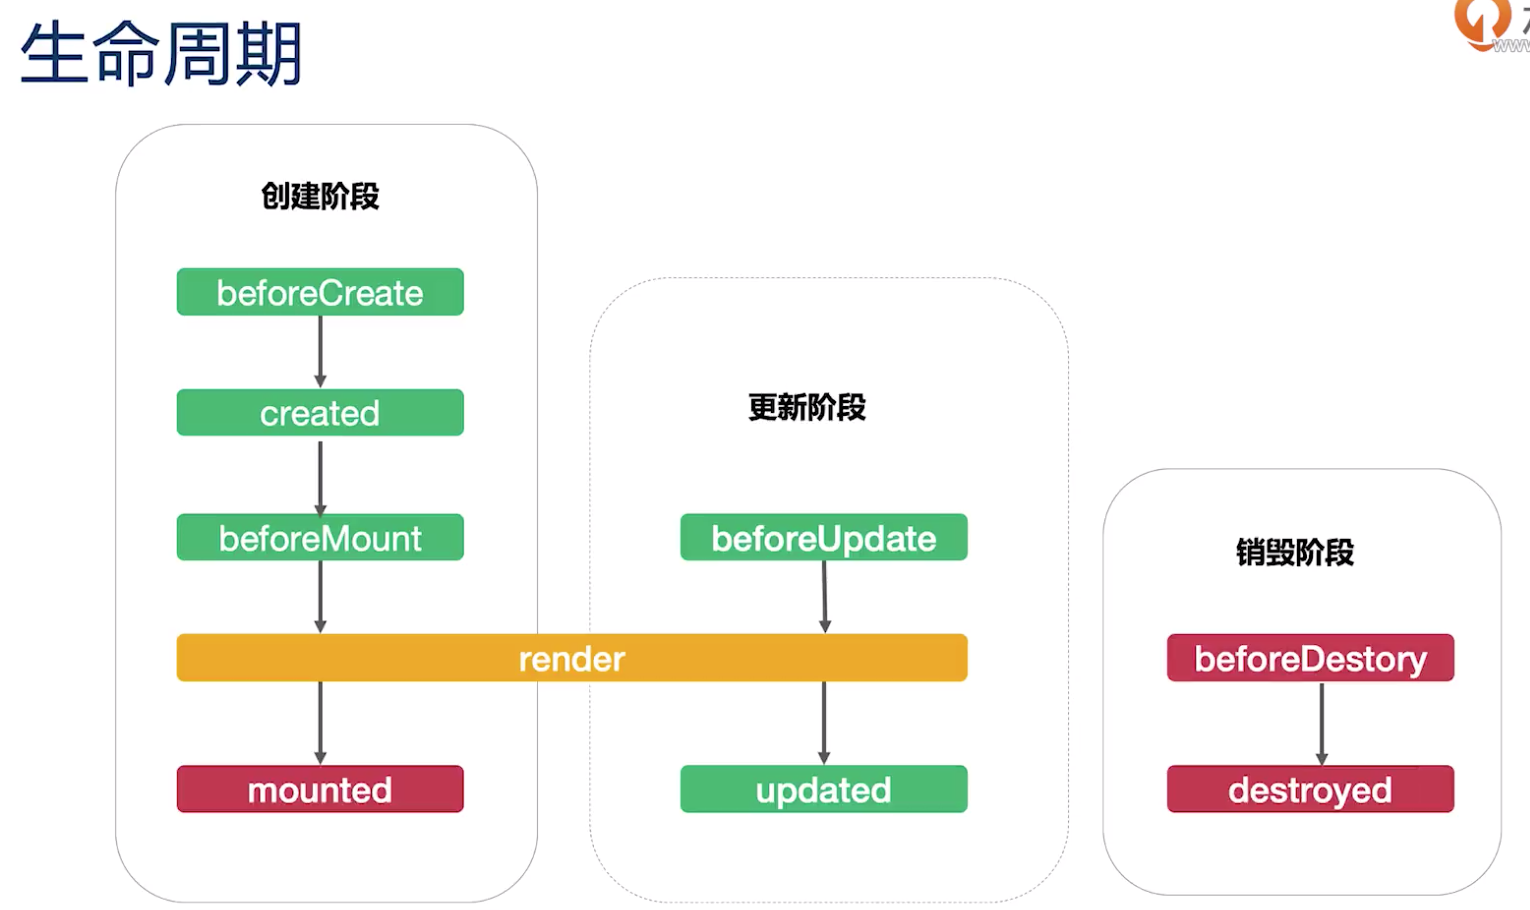 生命周期
www
创建阶段
beforeCreate
created
beforeMount
更新阶段
beforeUpdate
render
mounted
updated
销毁阶段
beforeDestory
destroyed